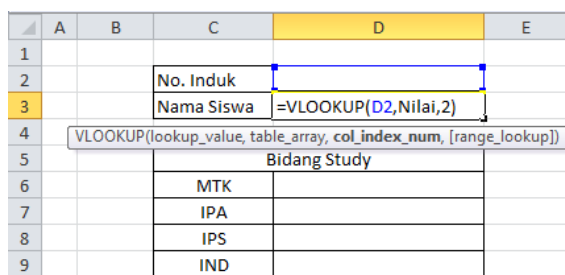 A B C D E
1
2 No. Induk
3 Nama Siswa =VLOOKUP(D2,Nilai,2)
4 VLOOKUP(lookup_value, table_array, col_index_num, [range_lookup])
5 Bidang Study
6 MTK
7 IPA
8 IPS
9 IND